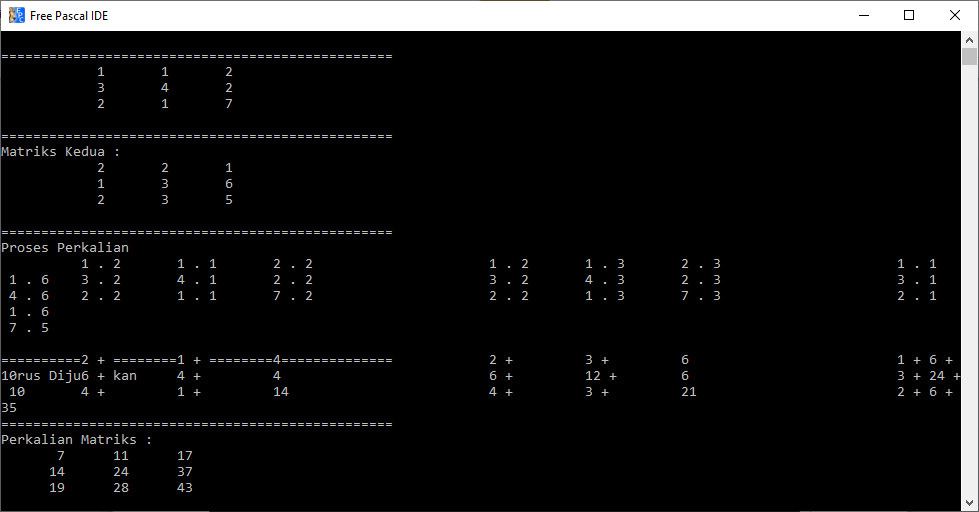 Free Pascal IDE
=================================================
1 1 2
3 4 2
2 1 7
=================================================
Matriks Kedua :
2 2 1
1 3 6
2 3 5
=================================================
Proses Perkalian
1 . 2 1 . 1 2 . 2 1 . 2 1 . 3 2 . 3 1 . 1
1 . 6 3 . 2 4 . 1 2 . 2 3 . 2 4 . 3 2 . 3 3 . 1
4 . 6 2 . 2 1 . 1 7 . 2 2 . 2 1 . 3 7 . 3 2 . 1
1 . 6
7 . 5
==========2 + ========1 + ========4============== 2 + 3 + 6 1 + 6 +
10rus Diju6 + kan 4 + 4 6 + 12 + 6 3 + 24 +
10 4 + 1 + 14 4 + 3 + 21 2 + 6 +
35
=================================================
Perkalian Matriks :
7 11 17
14 24 37
19 28 43